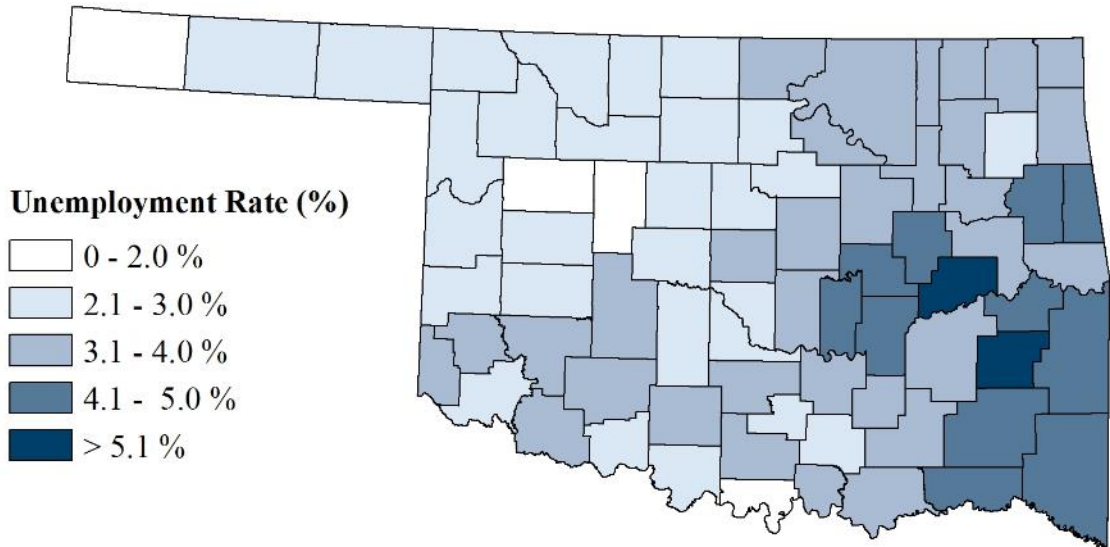 Unemployment Rate (%)
0 - 2.0 %
2.1 - 3.0 %
3.1 - 4.0 %
4.1 - 5.0 %
> 5.1 %